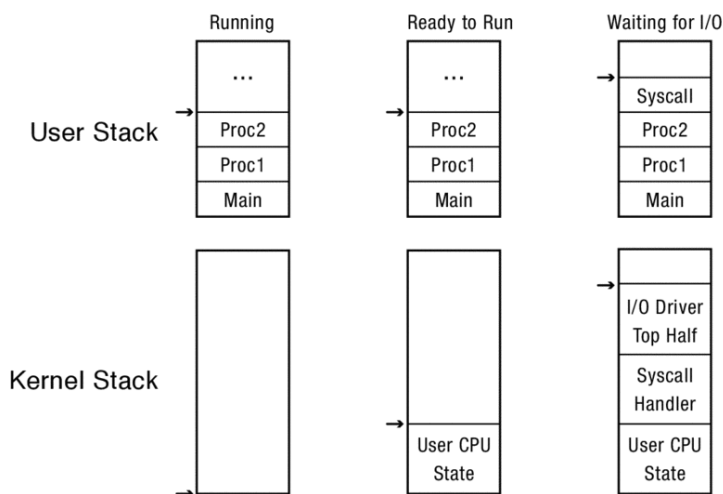 Running
Ready to Run
Waiting for I/O
User Stack
...
Proc2
Proc1
Main
...
Proc2
Proc1
Main
Syscall
Proc2
Proc1
Main
Kernel Stack
User CPU
State
I/O Driver
Top Half
Syscall
Handler
User CPU
State